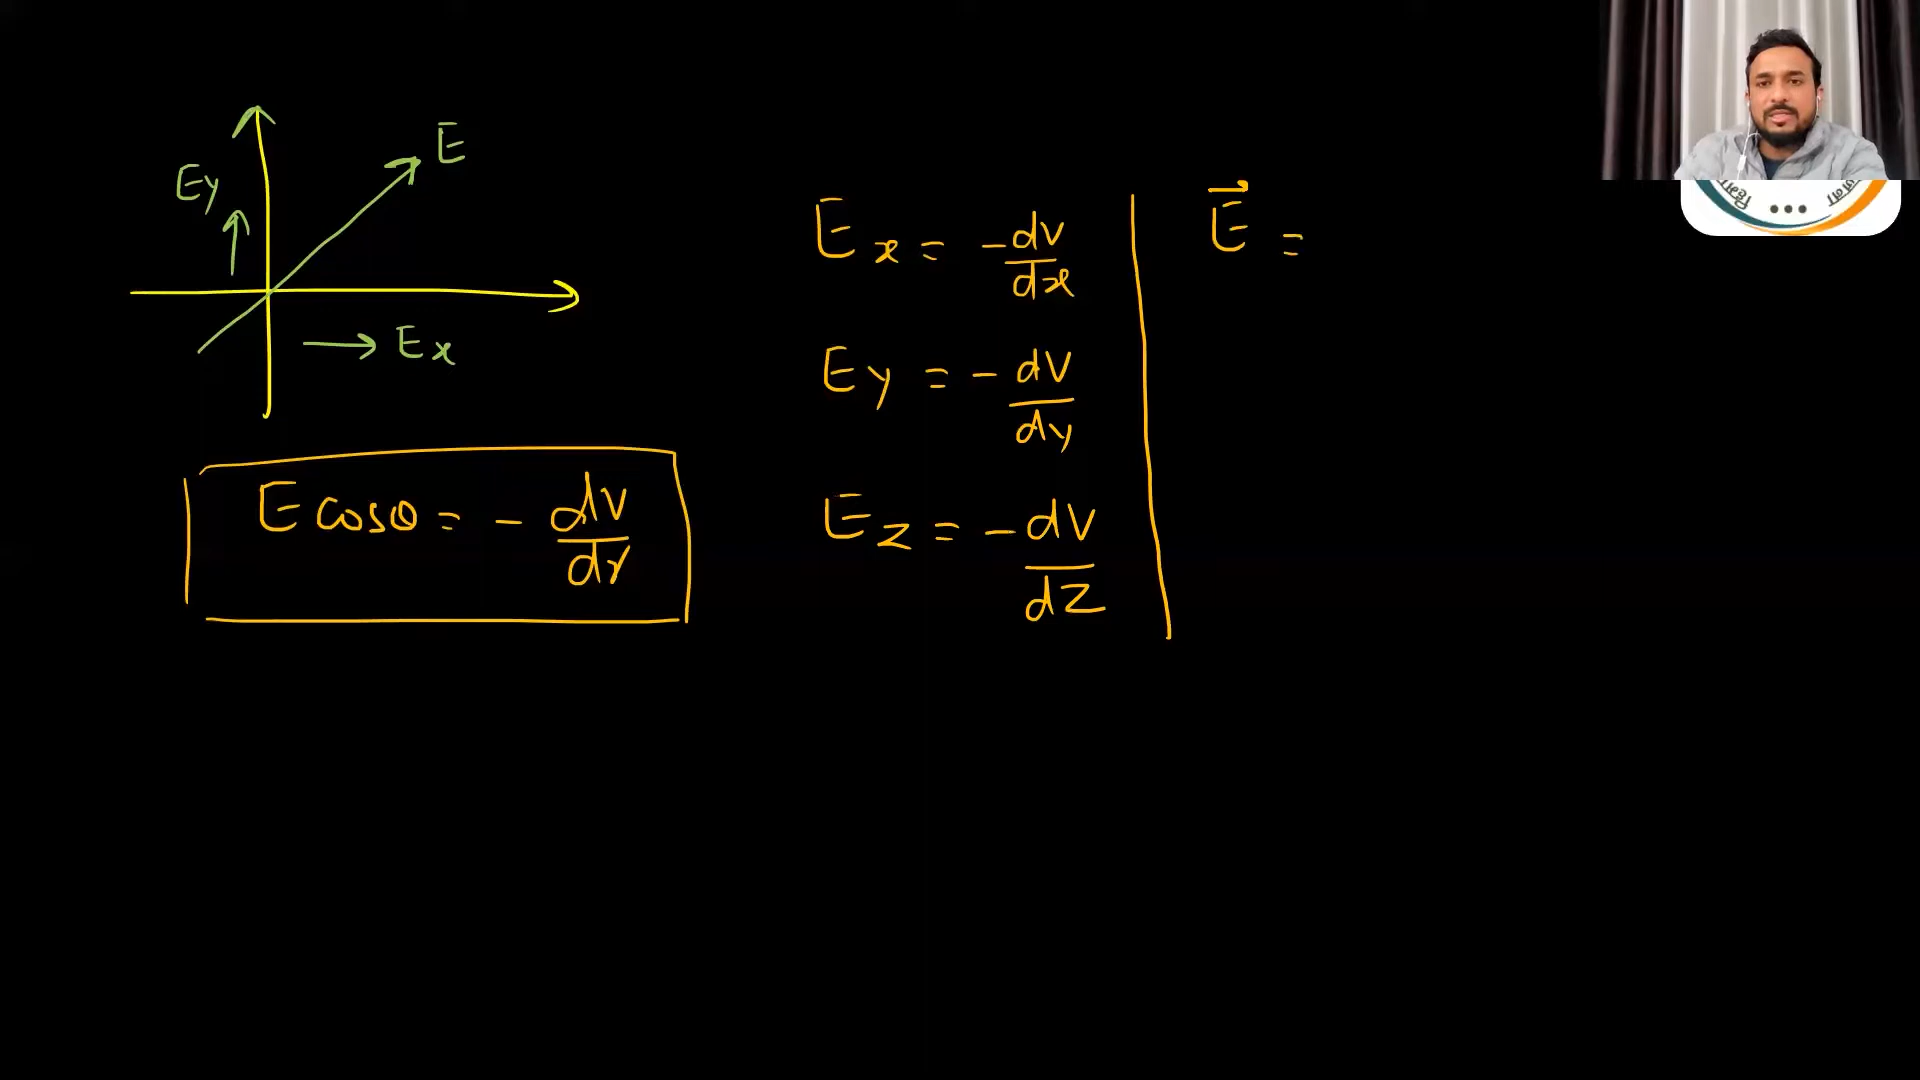 E
Ey
Ex
E cosθ = - dV/dr
Ex = - dV/dx
Ey = - dV/dy
Ez = - dV/dz
E⃗ =